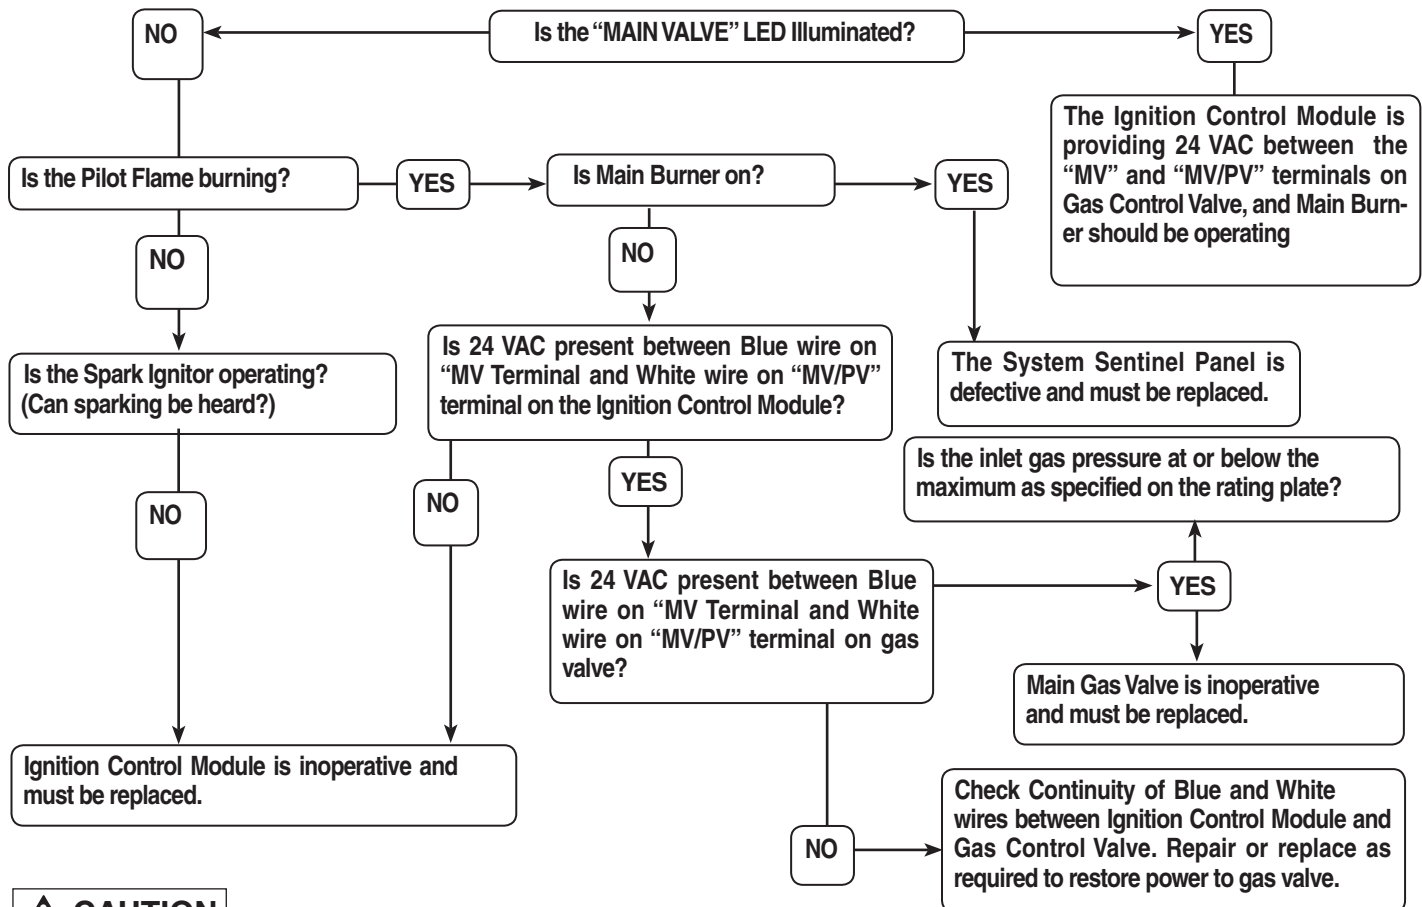 NO
Is the “MAIN VALVE” LED Illuminated?
YES
The Ignition Control Module is
providing 24 VAC between the
“MV” and “MV/PV” terminals on
Gas Control Valve, and Main Burn-
er should be operating
Is the Pilot Flame burning?
YES
Is Main Burner on?
YES
NO
NO
Is the Spark Ignitor operating?
(Can sparking be heard?)
Is 24 VAC present between Blue wire on
“MV Terminal and White wire on “MV/PV”
terminal on the Ignition Control Module?
The System Sentinel Panel is
defective and must be replaced.
Is the inlet gas pressure at or below the
maximum as specified on the rating plate?
NO
NO
YES
Is 24 VAC present between Blue
wire on “MV Terminal and White
wire on “MV/PV” terminal on gas
valve?
YES
Main Gas Valve is inoperative
and must be replaced.
Ignition Control Module is inoperative and
must be replaced.
NO
Check Continuity of Blue and White
wires between Ignition Control Module and
Gas Control Valve. Repair or replace as
required to restore power to gas valve.
CAUTION